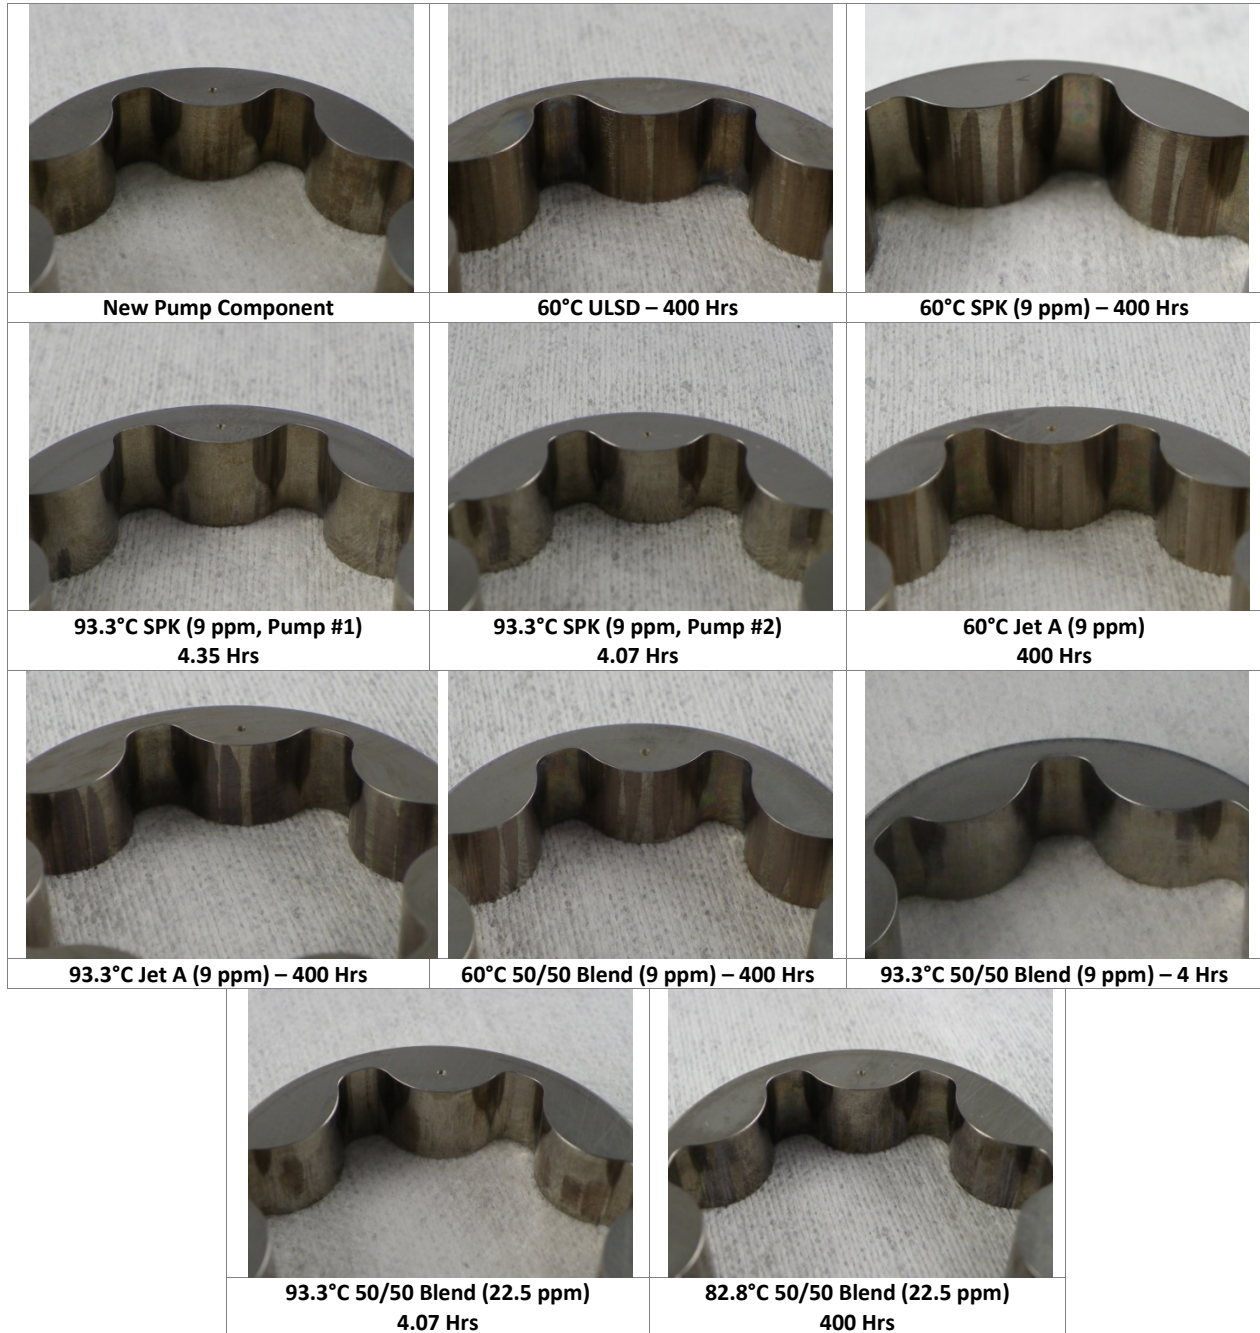 New Pump Component
60°C ULSD – 400 Hrs
60°C SPK (9 ppm) – 400 Hrs
93.3°C SPK (9 ppm, Pump #1)
4.35 Hrs
93.3°C SPK (9 ppm, Pump #2)
4.07 Hrs
60°C Jet A (9 ppm)
400 Hrs
93.3°C Jet A (9 ppm) – 400 Hrs
60°C 50/50 Blend (9 ppm) – 400 Hrs
93.3°C 50/50 Blend (9 ppm) – 4 Hrs
93.3°C 50/50 Blend (22.5 ppm)
4.07 Hrs
82.8°C 50/50 Blend (22.5 ppm)
400 Hrs